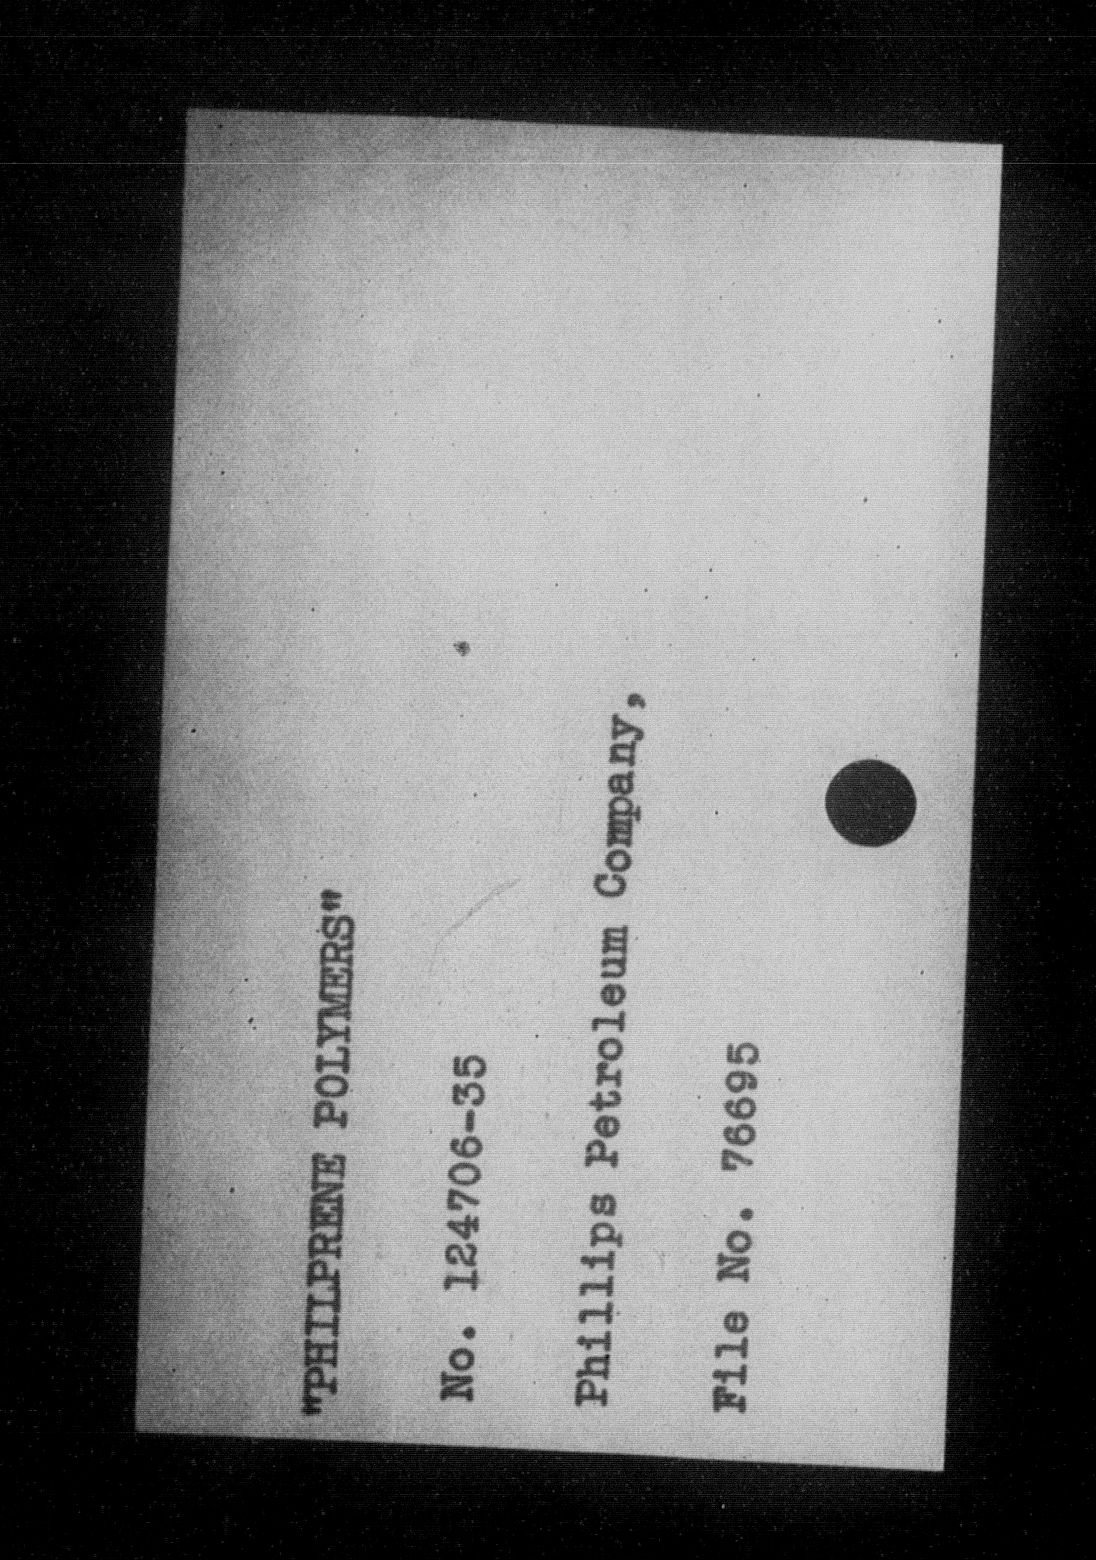 "PHILPRENE POLYMERS"
No. 124706-35
Phillips Petroleum Company,
File No. 76695